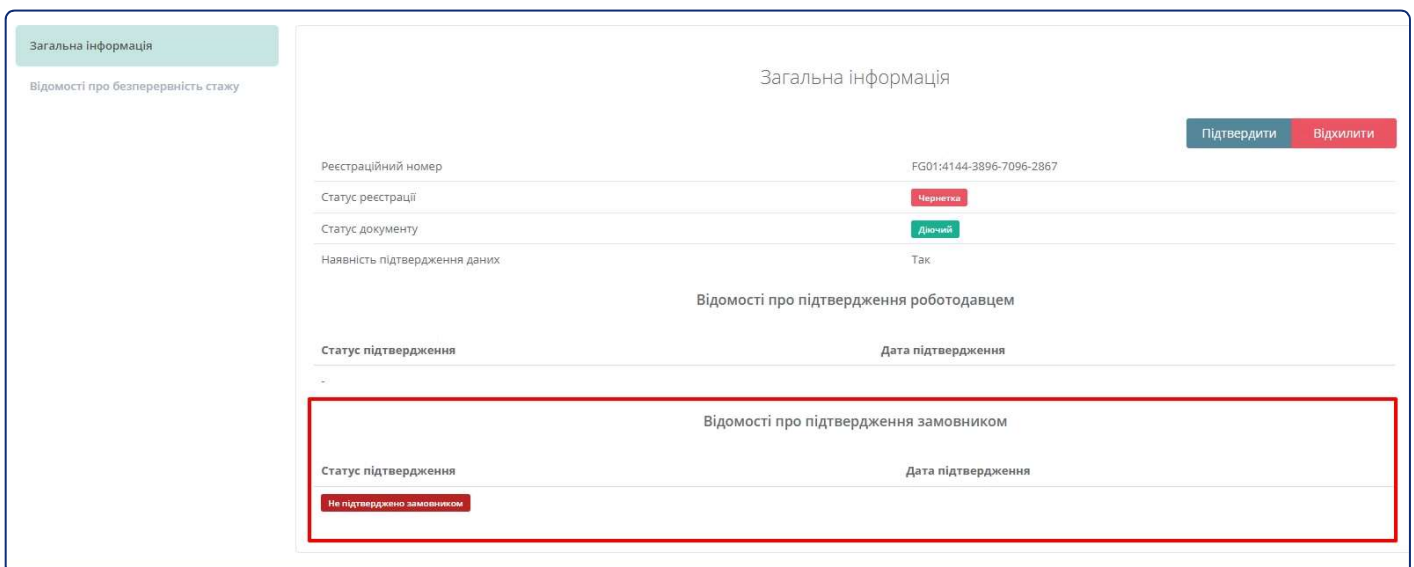 Загальна інформація
Відомості про безперервність стажу
Загальна інформація
Підтвердити Відхилити
Реєстраційний номер FG01:4144-3896-7096-2867
Статус реєстрації Чернетка
Статус документу Діючий
Наявність підтвердження даних Так
Відомості про підтвердження роботодавцем
Статус підтвердження Дата підтвердження
-
Відомості про підтвердження замовником
Статус підтвердження Дата підтвердження
Не підтверджено замовником